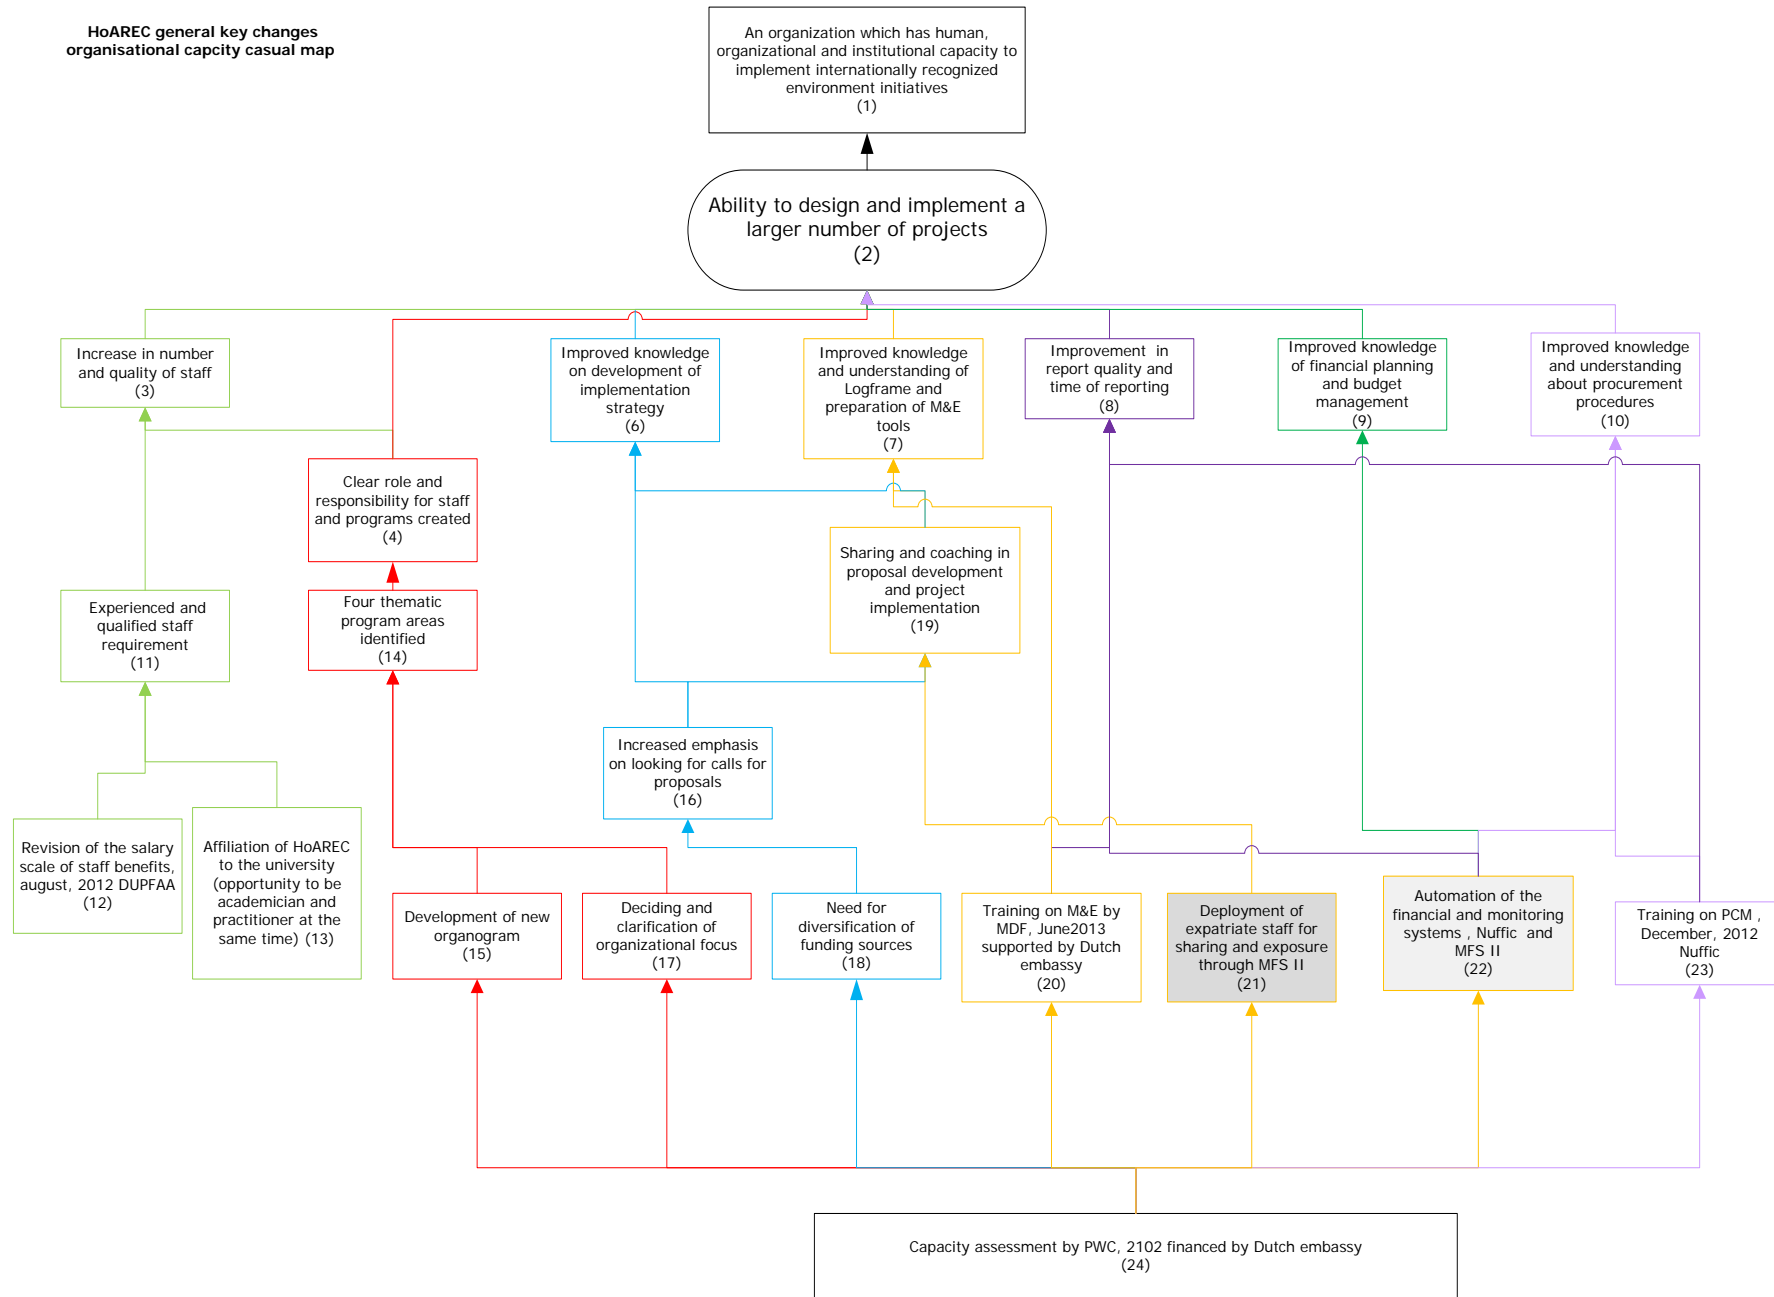 HoAREC general key changes
organisational capcity casual map
An organization which has human,
organizational and institutional capacity to
implement internationally recognized
environment initiatives
(1)
Ability to design and implement a
larger number of projects
(2)
Increase in number
and quality of staff
(3)
Improved knowledge
on development of
implementation
strategy
(6)
Improved knowledge
and understanding of
Logframe and
preparation of M&E
tools
(7)
Improvement in
report quality and
time of reporting
(8)
Improved knowledge
of financial planning
and budget
management
(9)
Improved knowledge
and understanding
about procurement
procedures
(10)
Clear role and
responsibility for staff
and programs created
(4)
Sharing and coaching in
proposal development
and project
implementation
(19)
Experienced and
qualified staff
requirement
(11)
Four thematic
program areas
identified
(14)
Increased emphasis
on looking for calls for
proposals
(16)
Revision of the salary
scale of staff benefits,
august, 2012 DUPFAA
(12)
Affiliation of HoAREC
to the university
(opportunity to be
academician and
practitioner at the
same time) (13)
Development of new
organogram
(15)
Deciding and
clarification of
organizational focus
(17)
Need for
diversification of
funding sources
(18)
Training on M&E by
MDF, June2013
supported by Dutch
embassy
(20)
Deployment of
expatriate staff for
sharing and exposure
through MFS II
(21)
Automation of the
financial and monitoring
systems , Nuffic and
MFS II
(22)
Training on PCM ,
December, 2012
Nuffic
(23)
Capacity assessment by PWC, 2102 financed by Dutch embassy
(24)